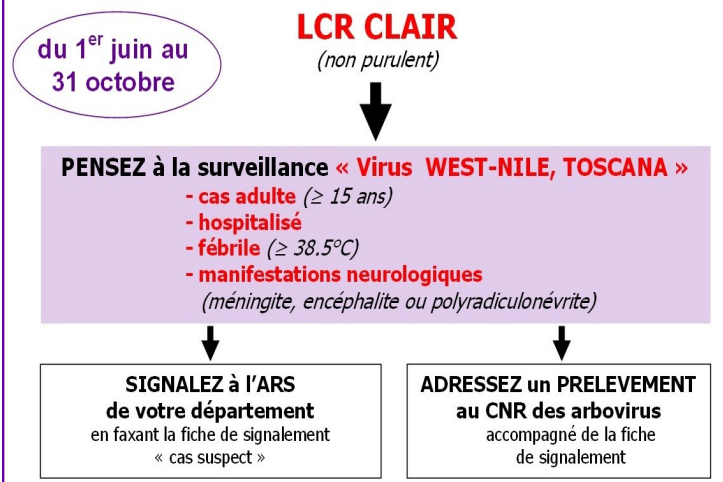 du 1er juin au
31 octobre
LCR CLAIR
(non purulent)
PENSEZ à la surveillance « Virus WEST-NILE, TOSCANA »
- cas adulte (≥ 15 ans)
- hospitalisé
- fébrile (≥ 38.5°C)
- manifestations neurologiques
(méningite, encéphalite ou polyradiculonévrite)
SIGNALEZ à l'ARS
de votre département
en faxant la fiche de signalement
« cas suspect »
ADRESSEZ un PRELEVEMENT
au CNR des arbovirus
accompagné de la fiche
de signalement